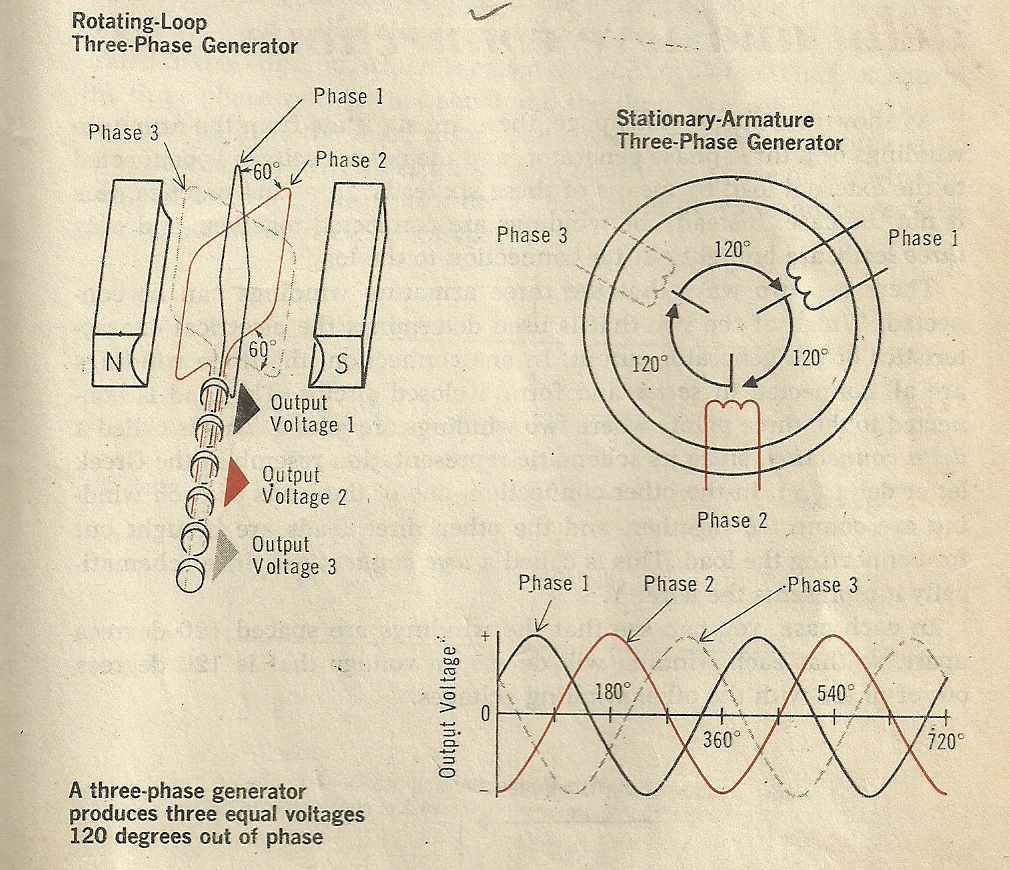 Rotating-Loop
Three-Phase Generator
Phase 1
Phase 3
Phase 2
60°
60°
N
S
Output
Voltage 1
Output
Voltage 2
Output
Voltage 3
Stationary-Armature
Three-Phase Generator
Phase 3
Phase 1
120°
120°
120°
Phase 2
Phase 1
Phase 2
Phase 3
Output Voltage
+
0
−
180°
360°
540°
720°
A three-phase generator
produces three equal voltages
120 degrees out of phase